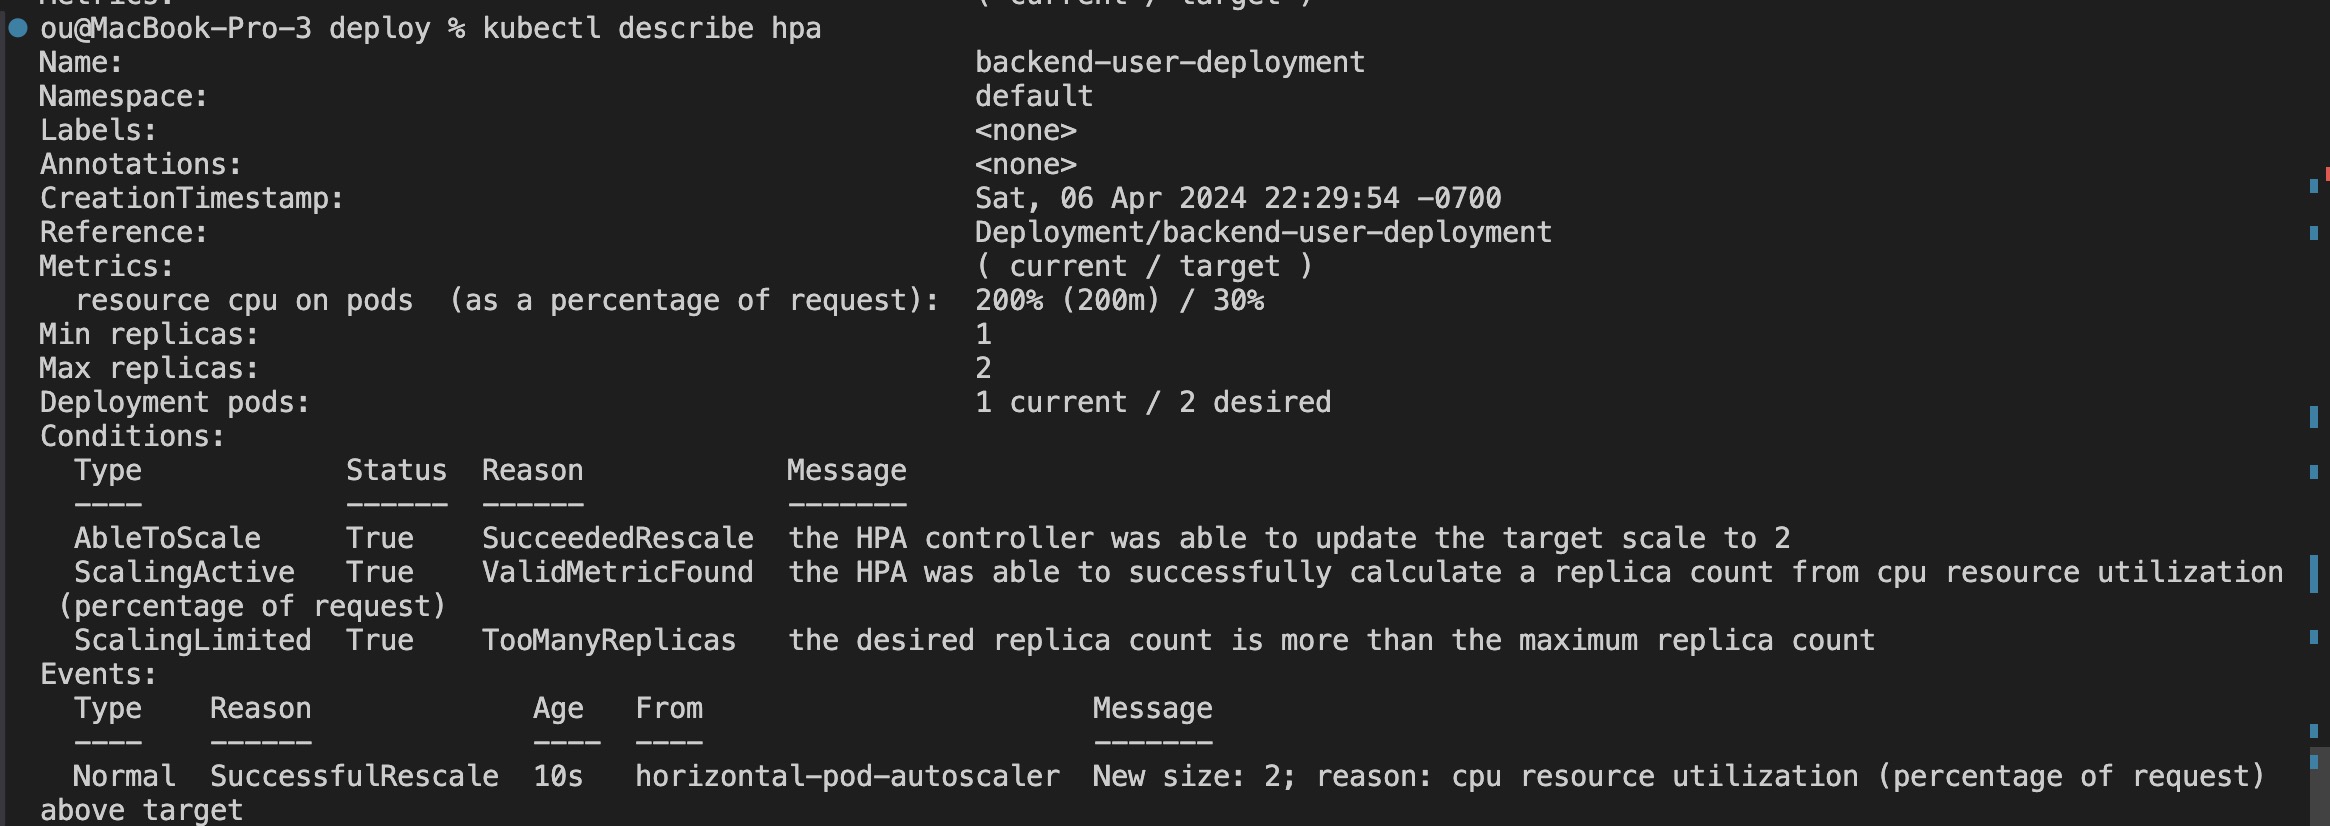 Metrics: ( current / target )
ou@MacBook-Pro-3 deploy % kubectl describe hpa
Name: backend-user-deployment
Namespace: default
Labels: <none>
Annotations: <none>
CreationTimestamp: Sat, 06 Apr 2024 22:29:54 -0700
Reference: Deployment/backend-user-deployment
Metrics: ( current / target )
  resource cpu on pods  (as a percentage of request):  200% (200m) / 30%
Min replicas: 1
Max replicas: 2
Deployment pods: 1 current / 2 desired
Conditions:
  Type            Status  Reason            Message
  ----            ------  ------            -------
  AbleToScale     True    SucceededRescale  the HPA controller was able to update the target scale to 2
  ScalingActive   True    ValidMetricFound  the HPA was able to successfully calculate a replica count from cpu resource utilization
 (percentage of request)
  ScalingLimited  True    TooManyReplicas   the desired replica count is more than the maximum replica count
Events:
  Type    Reason             Age   From                       Message
  ----    ------             ----  ----                       -------
  Normal  SuccessfulRescale  10s   horizontal-pod-autoscaler  New size: 2; reason: cpu resource utilization (percentage of request)
above target